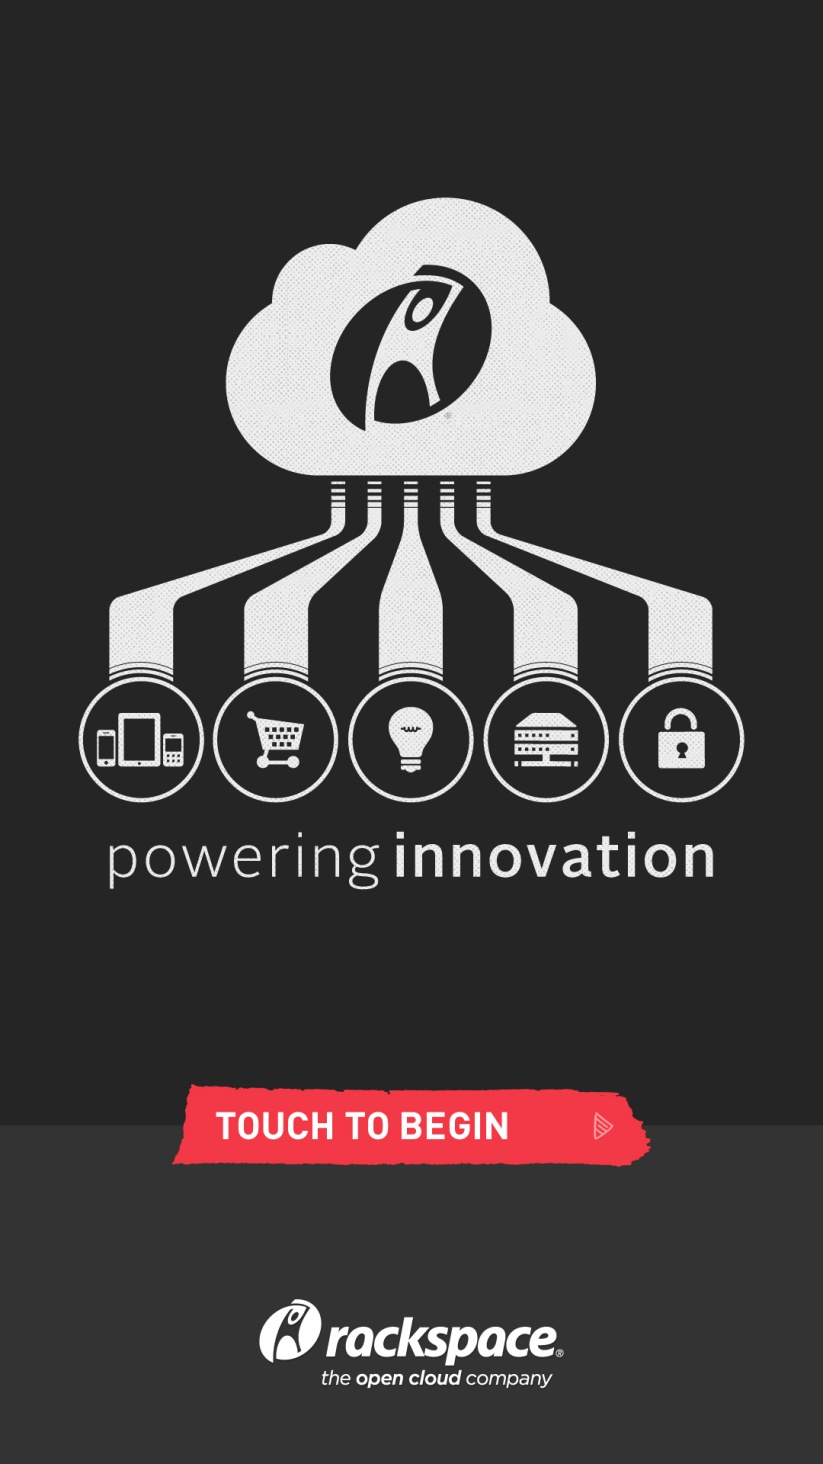 powering innovation
TOUCH TO BEGIN
rackspace®
the open cloud company